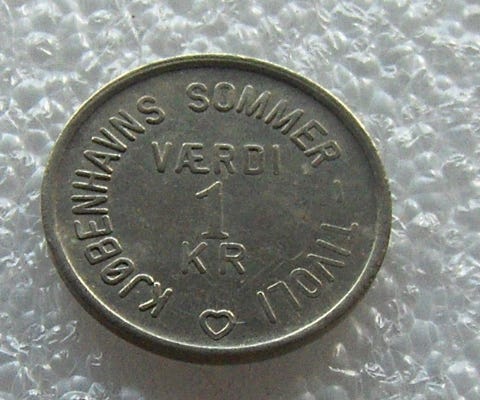 KJØBENHAVNS SOMMER TIVOLI
VÆRDI
1
KR